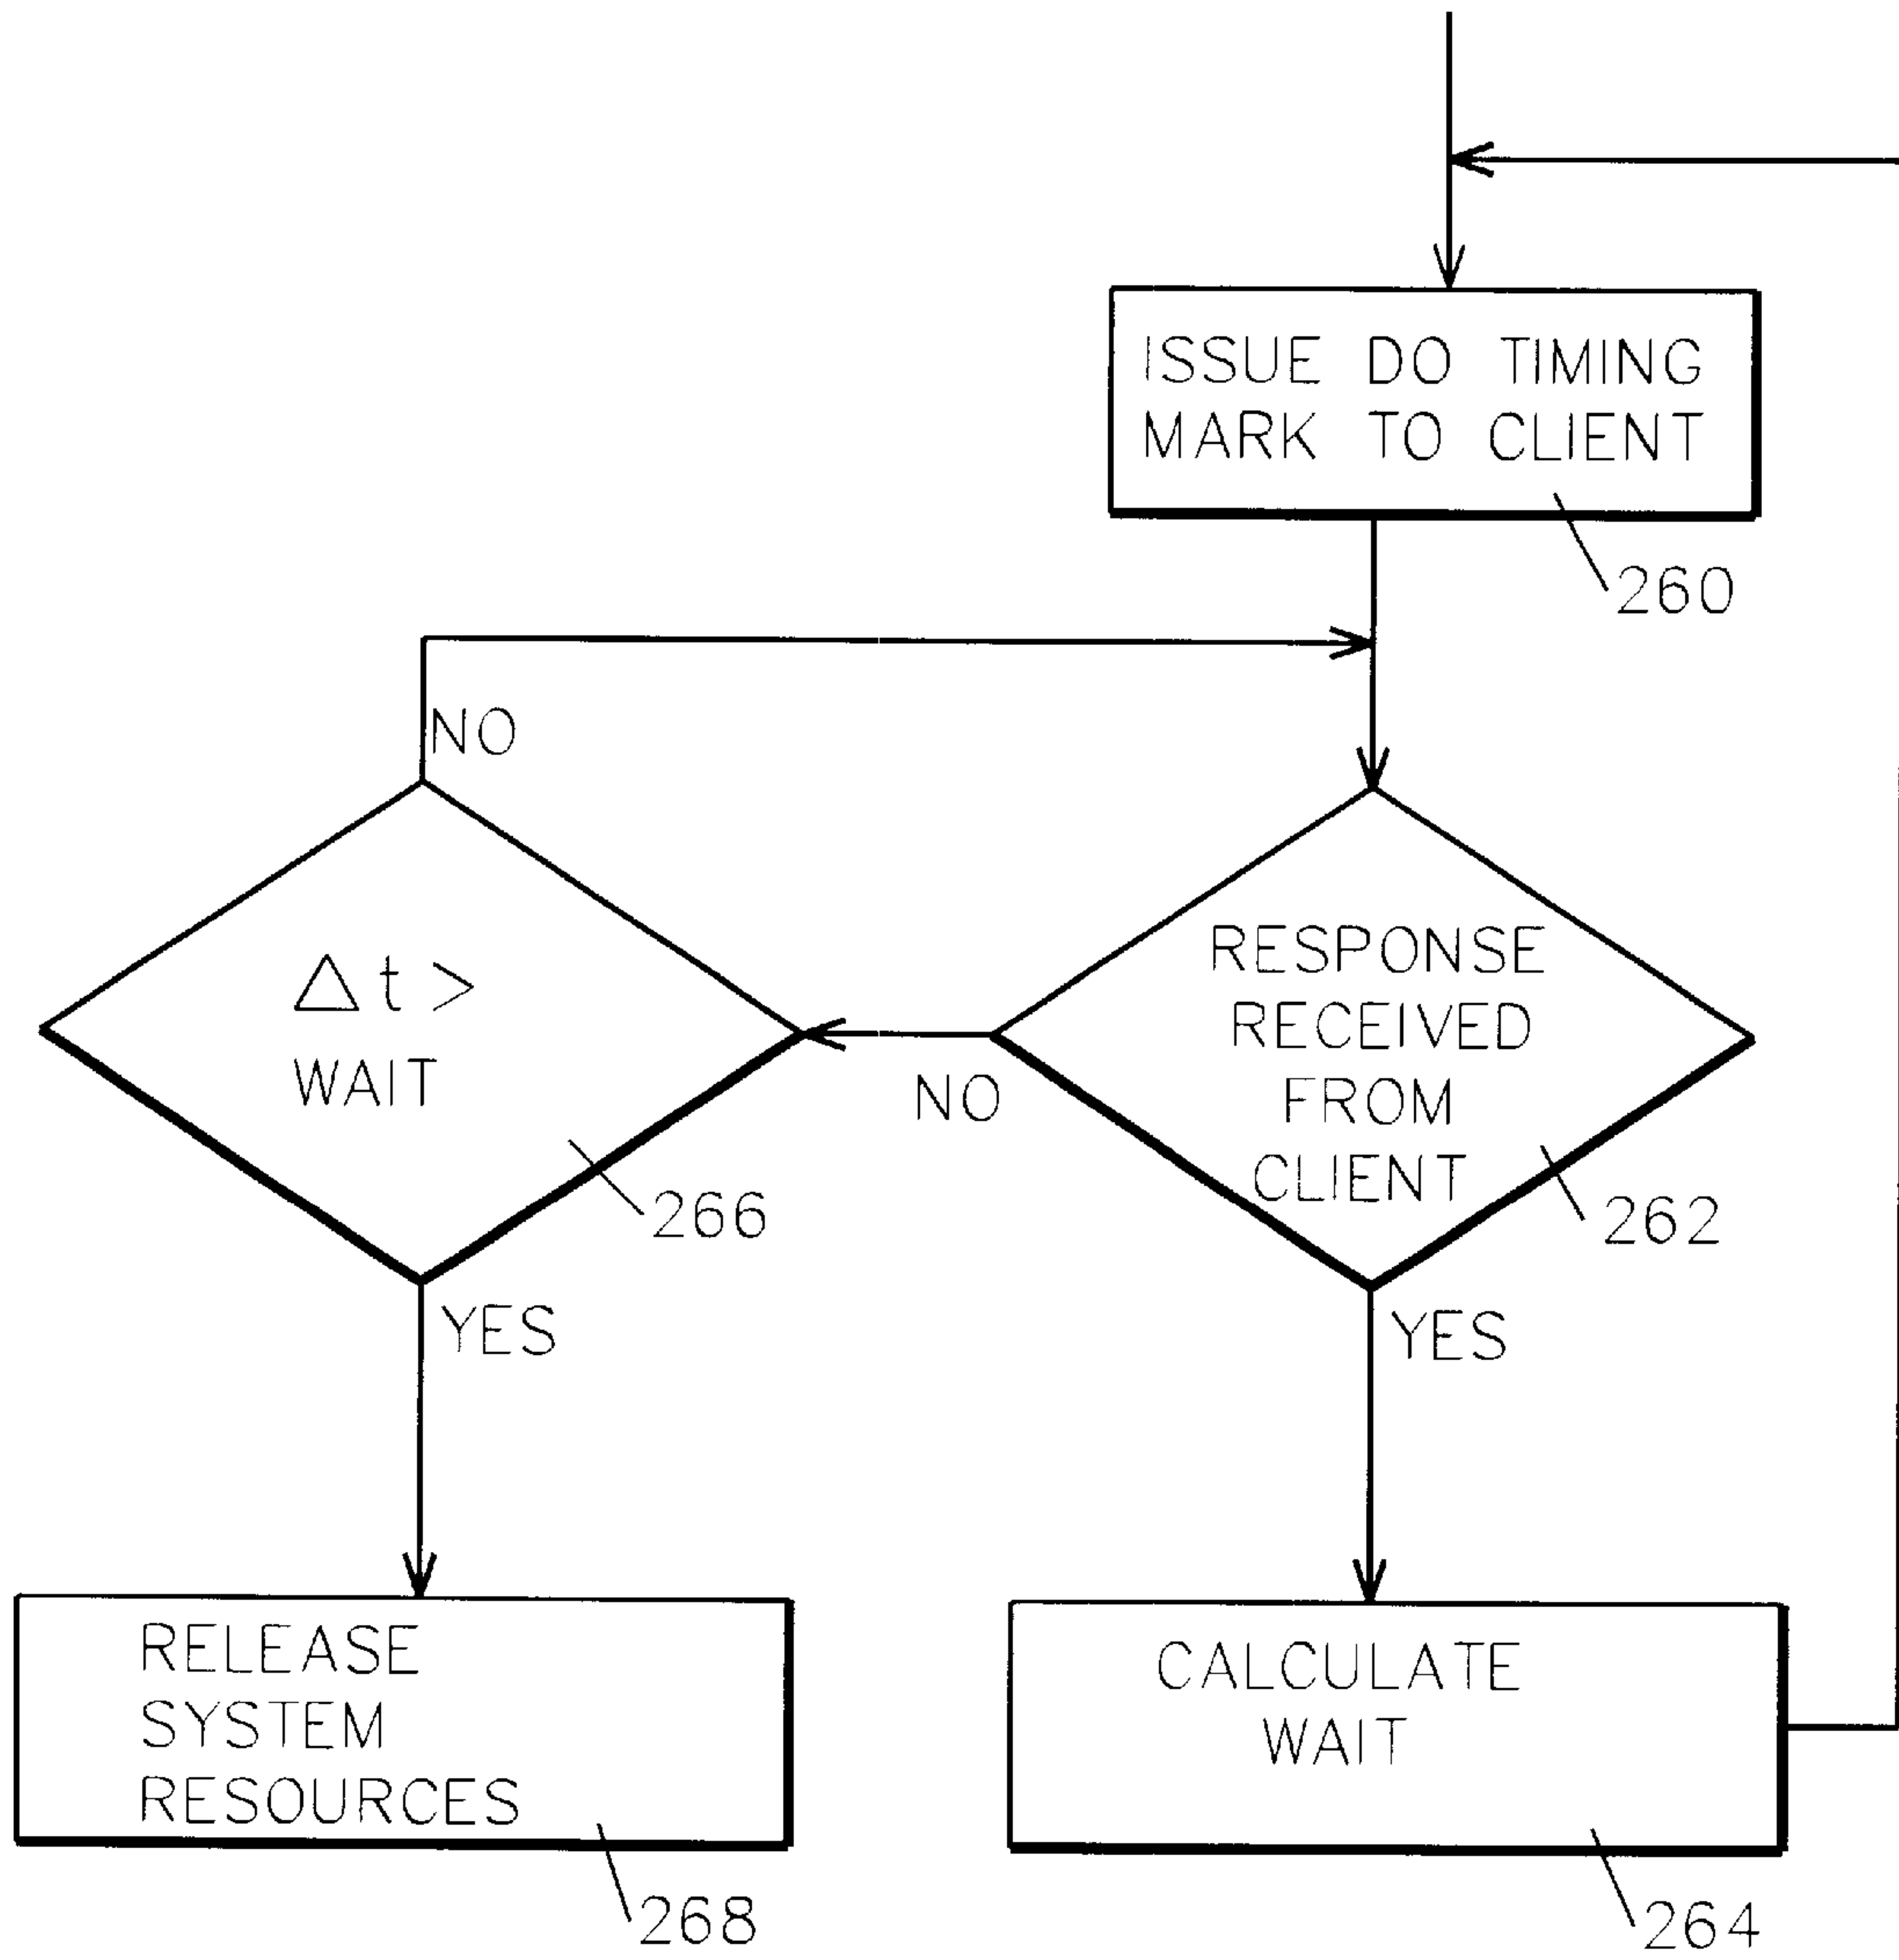 ISSUE DO TIMING
MARK TO CLIENT
260
NO
RESPONSE
RECEIVED
FROM
CLIENT
262
Δt >
WAIT
266
NO
YES
YES
RELEASE
SYSTEM
RESOURCES
268
CALCULATE
WAIT
264